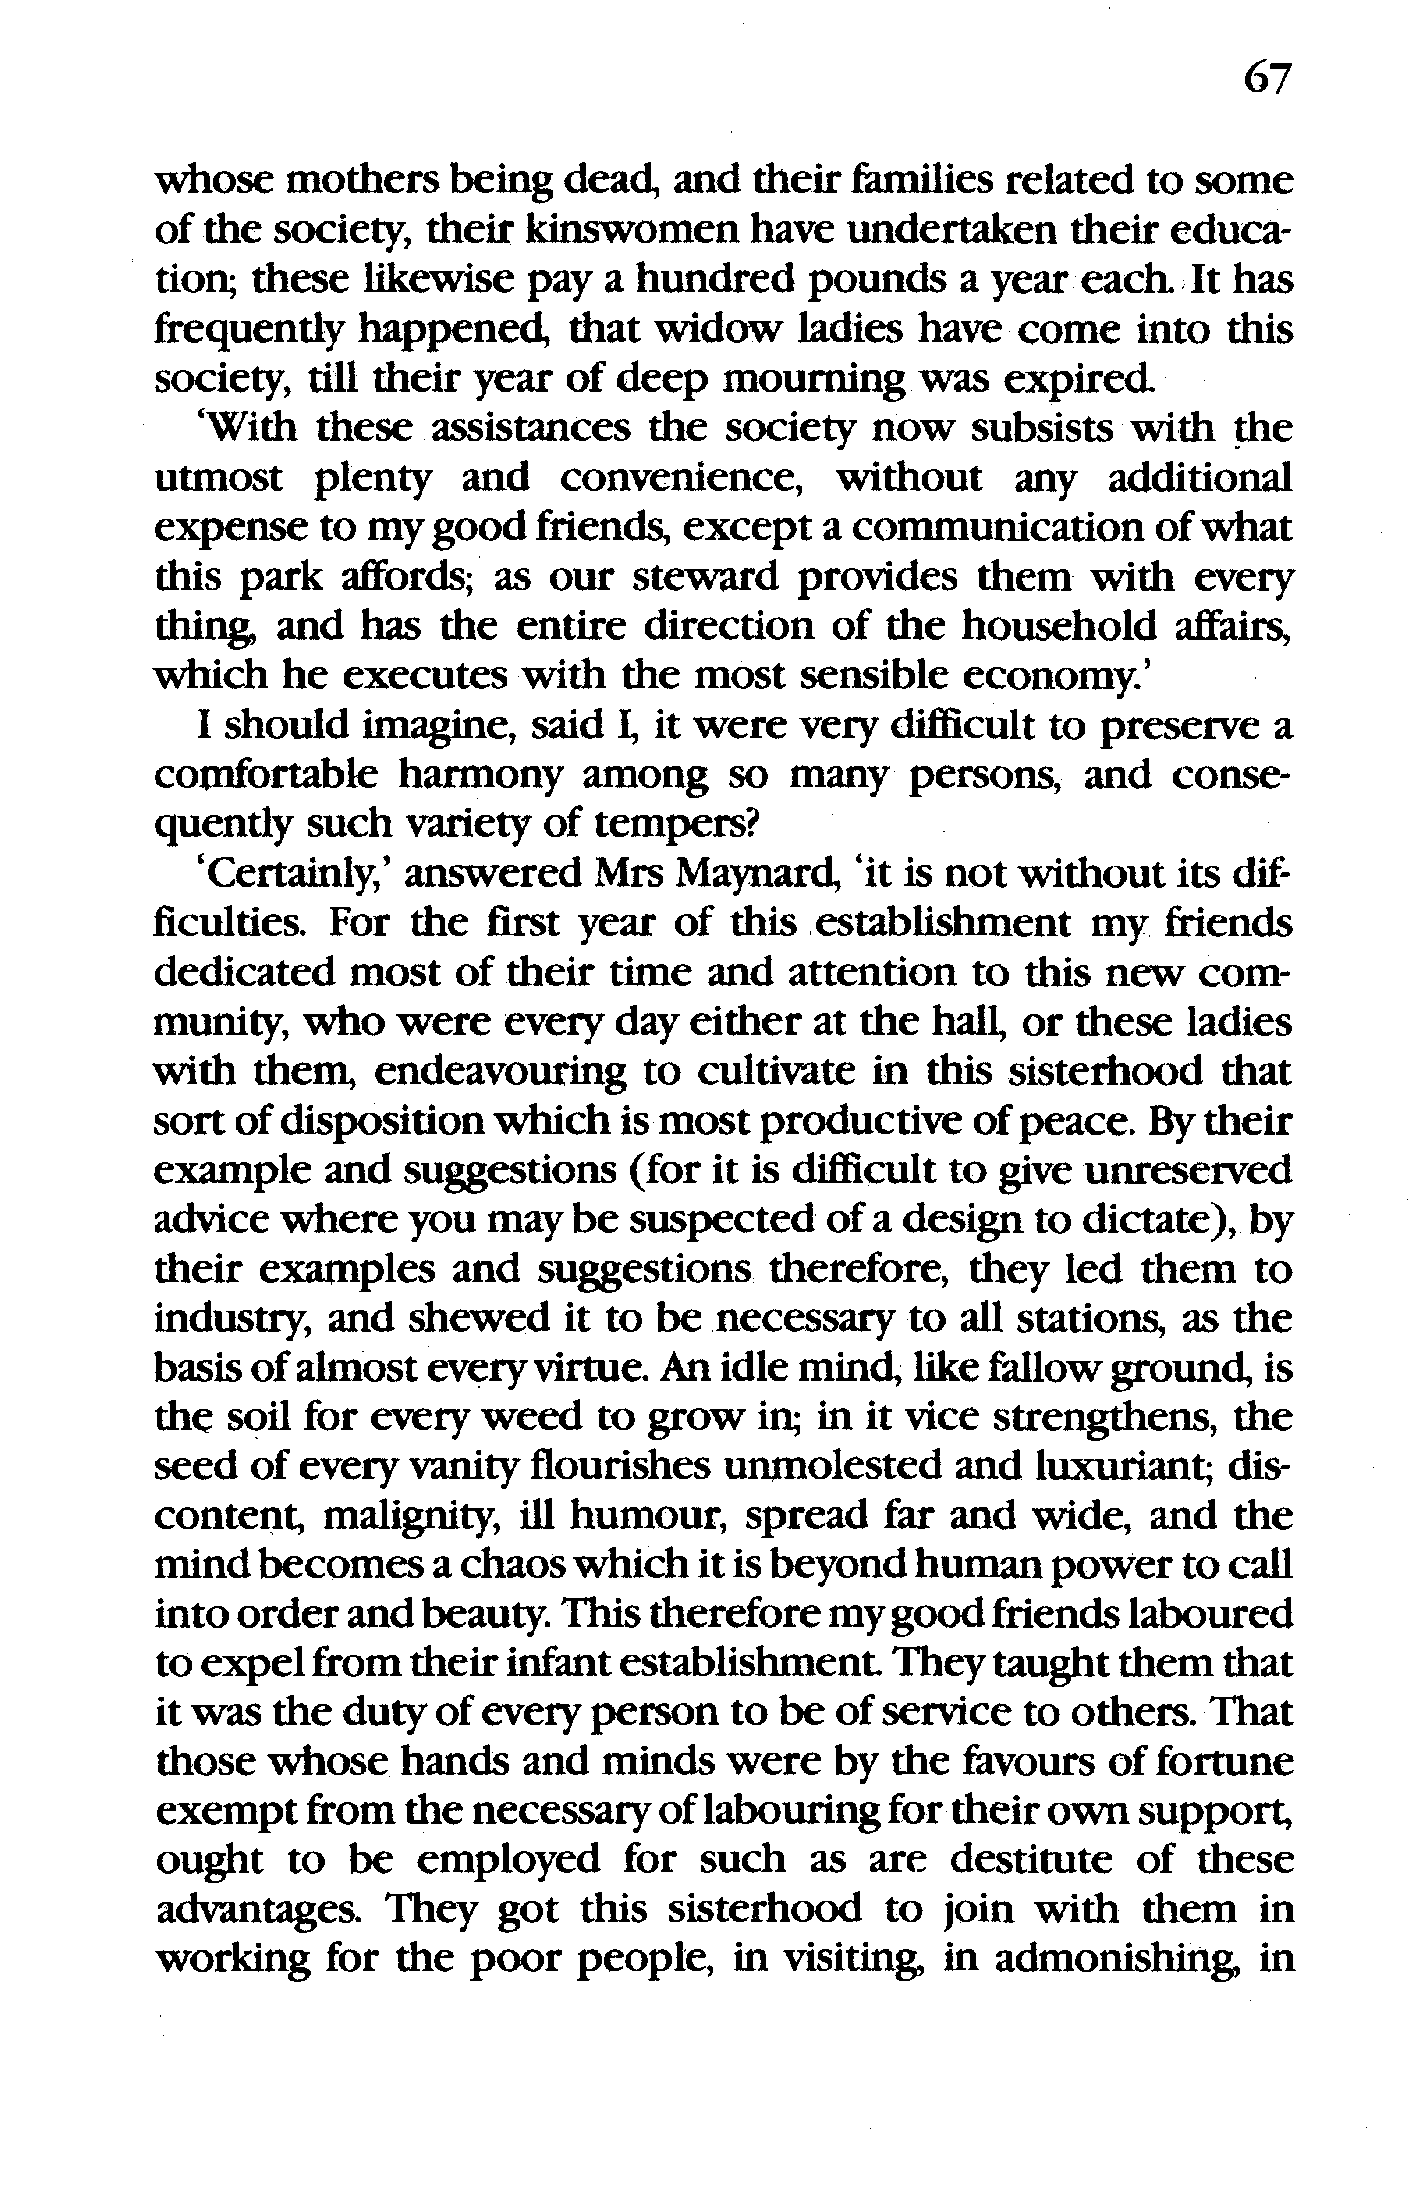 67
whose mothers being dead, and their families related to some
of the society, their kinswomen have undertaken their educa-
tion; these likewise pay a hundred pounds a year each. It has
frequently happened, that widow ladies have come into this
society, till their year of deep mourning was expired.
‘With these assistances the society now subsists with the
utmost plenty and convenience, without any additional
expense to my good friends, except a communication of what
this park affords; as our steward provides them with every
thing, and has the entire direction of the household affairs,
which he executes with the most sensible economy.’
I should imagine, said I, it were very difficult to preserve a
comfortable harmony among so many persons, and conse-
quently such variety of tempers?
‘Certainly,’ answered Mrs Maynard, ‘it is not without its dif-
ficulties. For the first year of this establishment my friends
dedicated most of their time and attention to this new com-
munity, who were every day either at the hall, or these ladies
with them, endeavouring to cultivate in this sisterhood that
sort of disposition which is most productive of peace. By their
example and suggestions (for it is difficult to give unreserved
advice where you may be suspected of a design to dictate), by
their examples and suggestions therefore, they led them to
industry, and shewed it to be necessary to all stations, as the
basis of almost every virtue. An idle mind, like fallow ground, is
the soil for every weed to grow in; in it vice strengthens, the
seed of every vanity flourishes unmolested and luxuriant; dis-
content, malignity, ill humour, spread far and wide, and the
mind becomes a chaos which it is beyond human power to call
into order and beauty. This therefore my good friends laboured
to expel from their infant establishment. They taught them that
it was the duty of every person to be of service to others. That
those whose hands and minds were by the favours of fortune
exempt from the necessary of labouring for their own support,
ought to be employed for such as are destitute of these
advantages. They got this sisterhood to join with them in
working for the poor people, in visiting, in admonishing, in